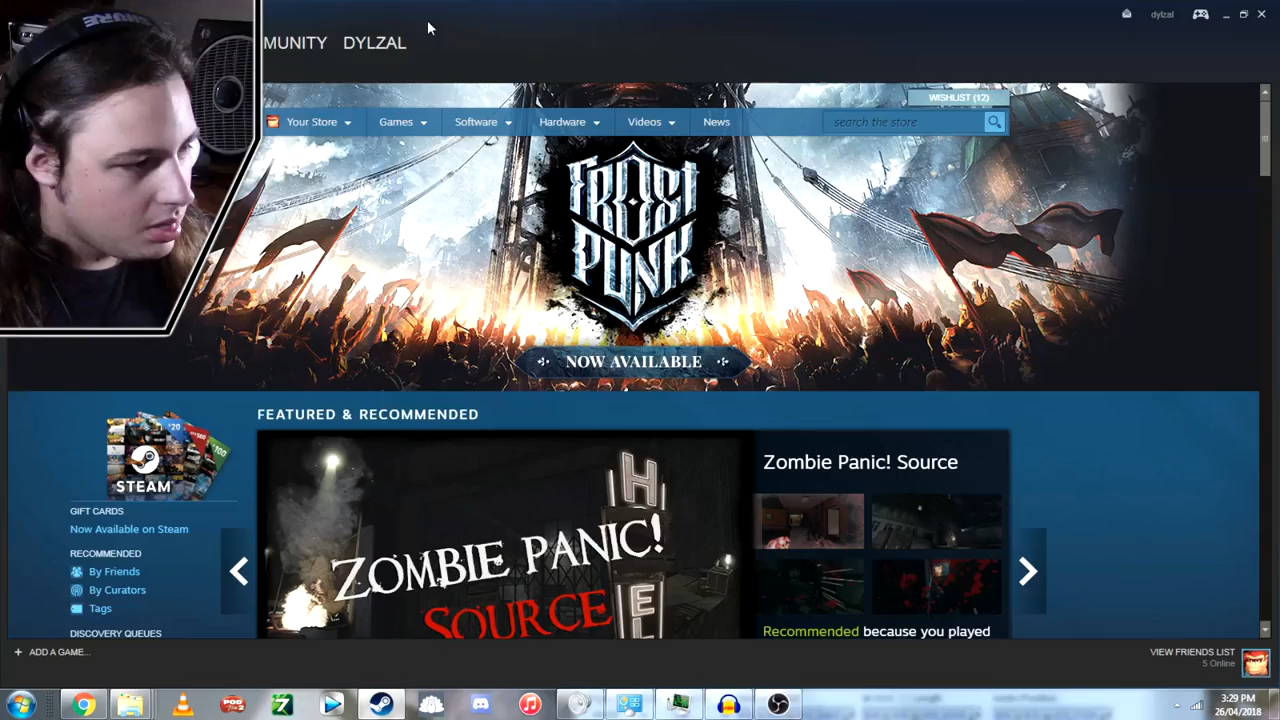 SHURE
MUNITY DYLZAL
dylzal
WISHLIST (12)
Your Store Games Software Hardware Videos News
search the store
FROST
PUNK
NOW AVAILABLE
FEATURED & RECOMMENDED
STEAM
GIFT CARDS
Now Available on Steam
RECOMMENDED
By Friends
By Curators
Tags
DISCOVERY QUEUES
ZOMBIE PANIC!
SOURCE
Zombie Panic! Source
Recommended because you played
+ ADD A GAME...
VIEW FRIENDS LIST
5 Online
3:29 PM
26/04/2018